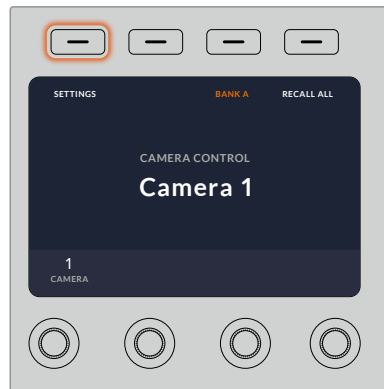 SETTINGS BANK A RECALL ALL
CAMERA CONTROL
Camera 1
1
CAMERA